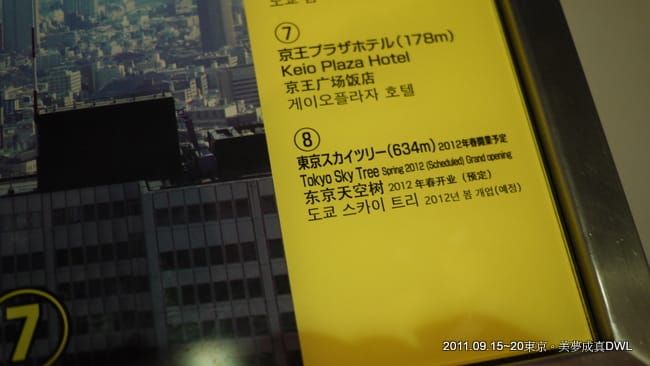 ⑦
京王プラザホテル(178m)
Keio Plaza Hotel
京王广场饭店
게이오플라자 호텔
⑧
東京スカイツリー(634m) 2012年春開業予定
Tokyo Sky Tree Spring 2012 (Scheduled) Grand opening
东京天空树 2012 年春开业（预定）
도쿄 스카이 트리 2012년 봄 개업(예정)
7
2011.09.15~20東京。美夢成真DWL